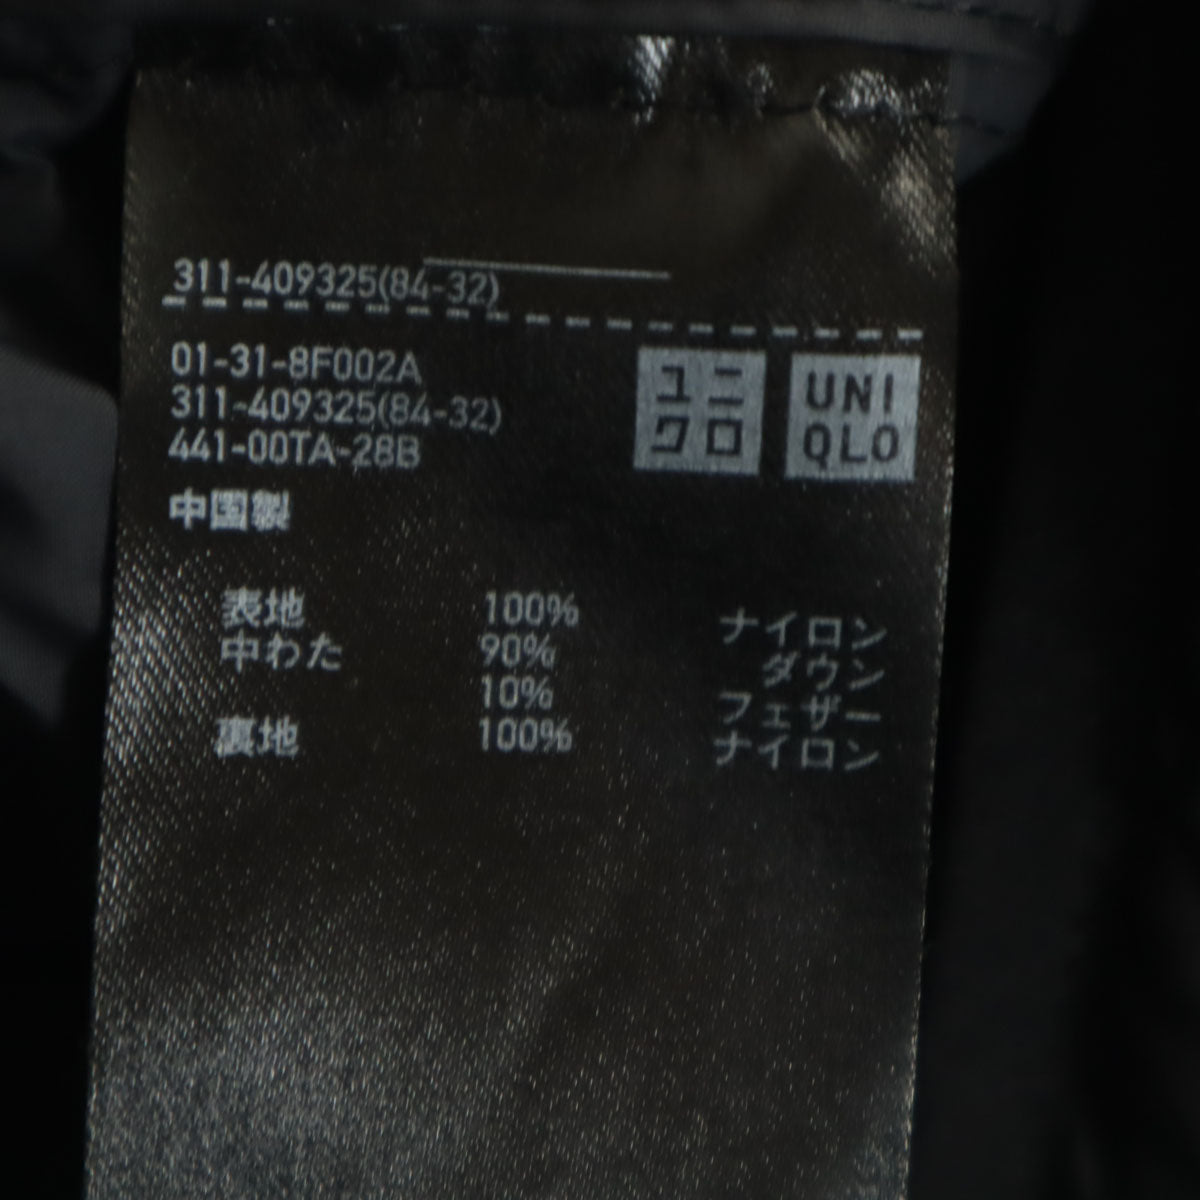 311-409325(84-32)
01-31-8F002A
311-409325(84-32)
441-00TA-28B
ユニ
クロ
UNI
QLO
中国製
表地 100% ナイロン
中わた 90% ダウン
10% フェザー
裏地 100% ナイロン